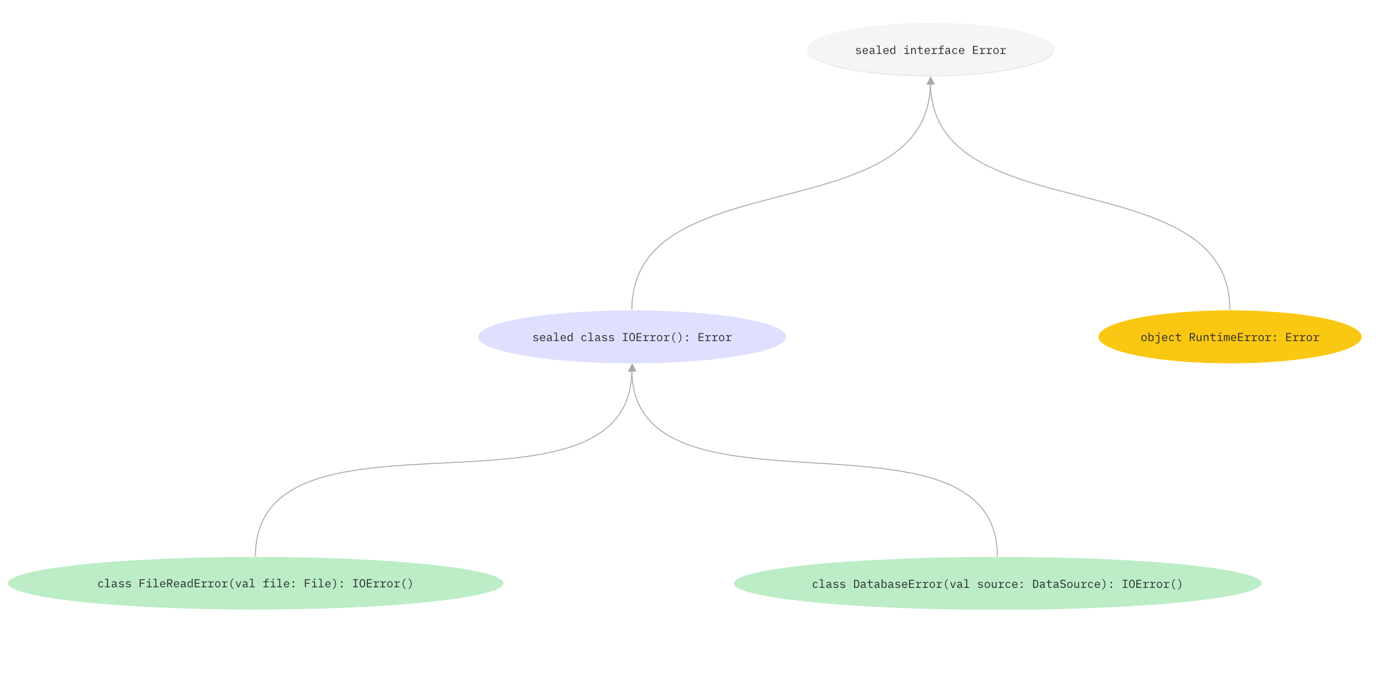 sealed interface Error
sealed class IOError(): Error
object RuntimeError: Error
class FileReadError(val file: File): IOError()
class DatabaseError(val source: DataSource): IOError()